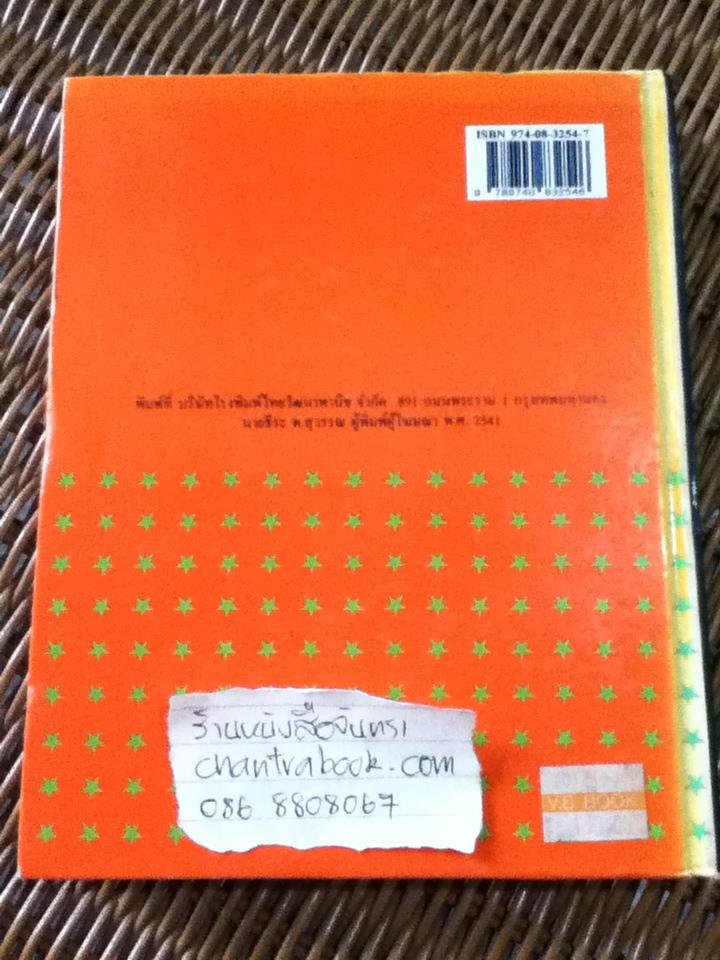 ISBN 974-08-3254-7
9 789740 832546
พิมพ์ที่ บริษัทโรงพิมพ์ไทยวัฒนาพานิช จำกัด 891 ถนนพระราม 1 กรุงเทพมหานคร
นายธีระ ต.สุวรรณ ผู้พิมพ์ผู้โฆษณา พ.ศ. 2541
ร้านหนังสือจันทรา
chantrabook.com
086 8808067
V.B. BOOK